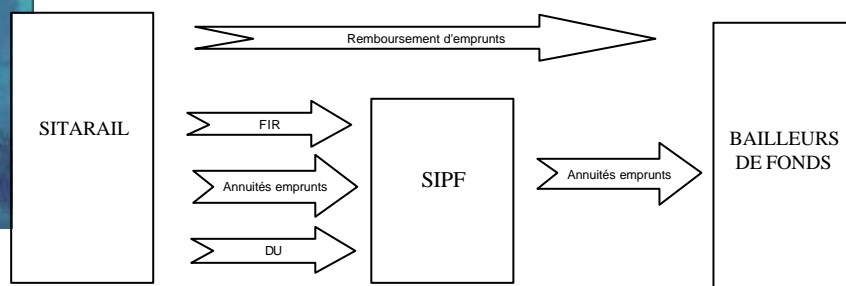 Remboursement d'emprunts
SITARAIL
FIR
Annuités emprunts
DU
SIPF
Annuités emprunts
BAILLEURS
DE FONDS